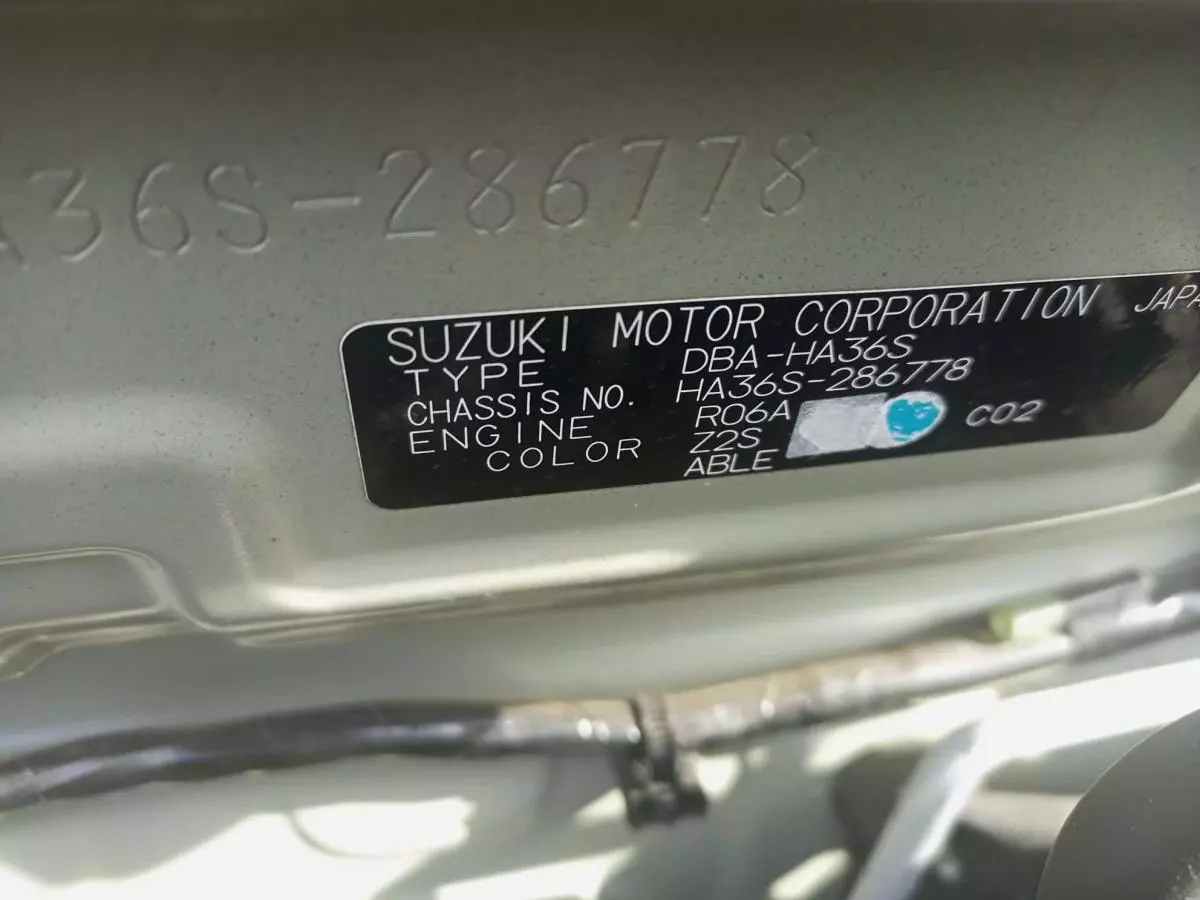 A36S-286778
SUZUKI MOTOR CORPORATION JAPA
TYPE DBA-HA36S
CHASSIS NO. HA36S-286778
ENGINE R06A
COLOR Z2S C02
ABLE